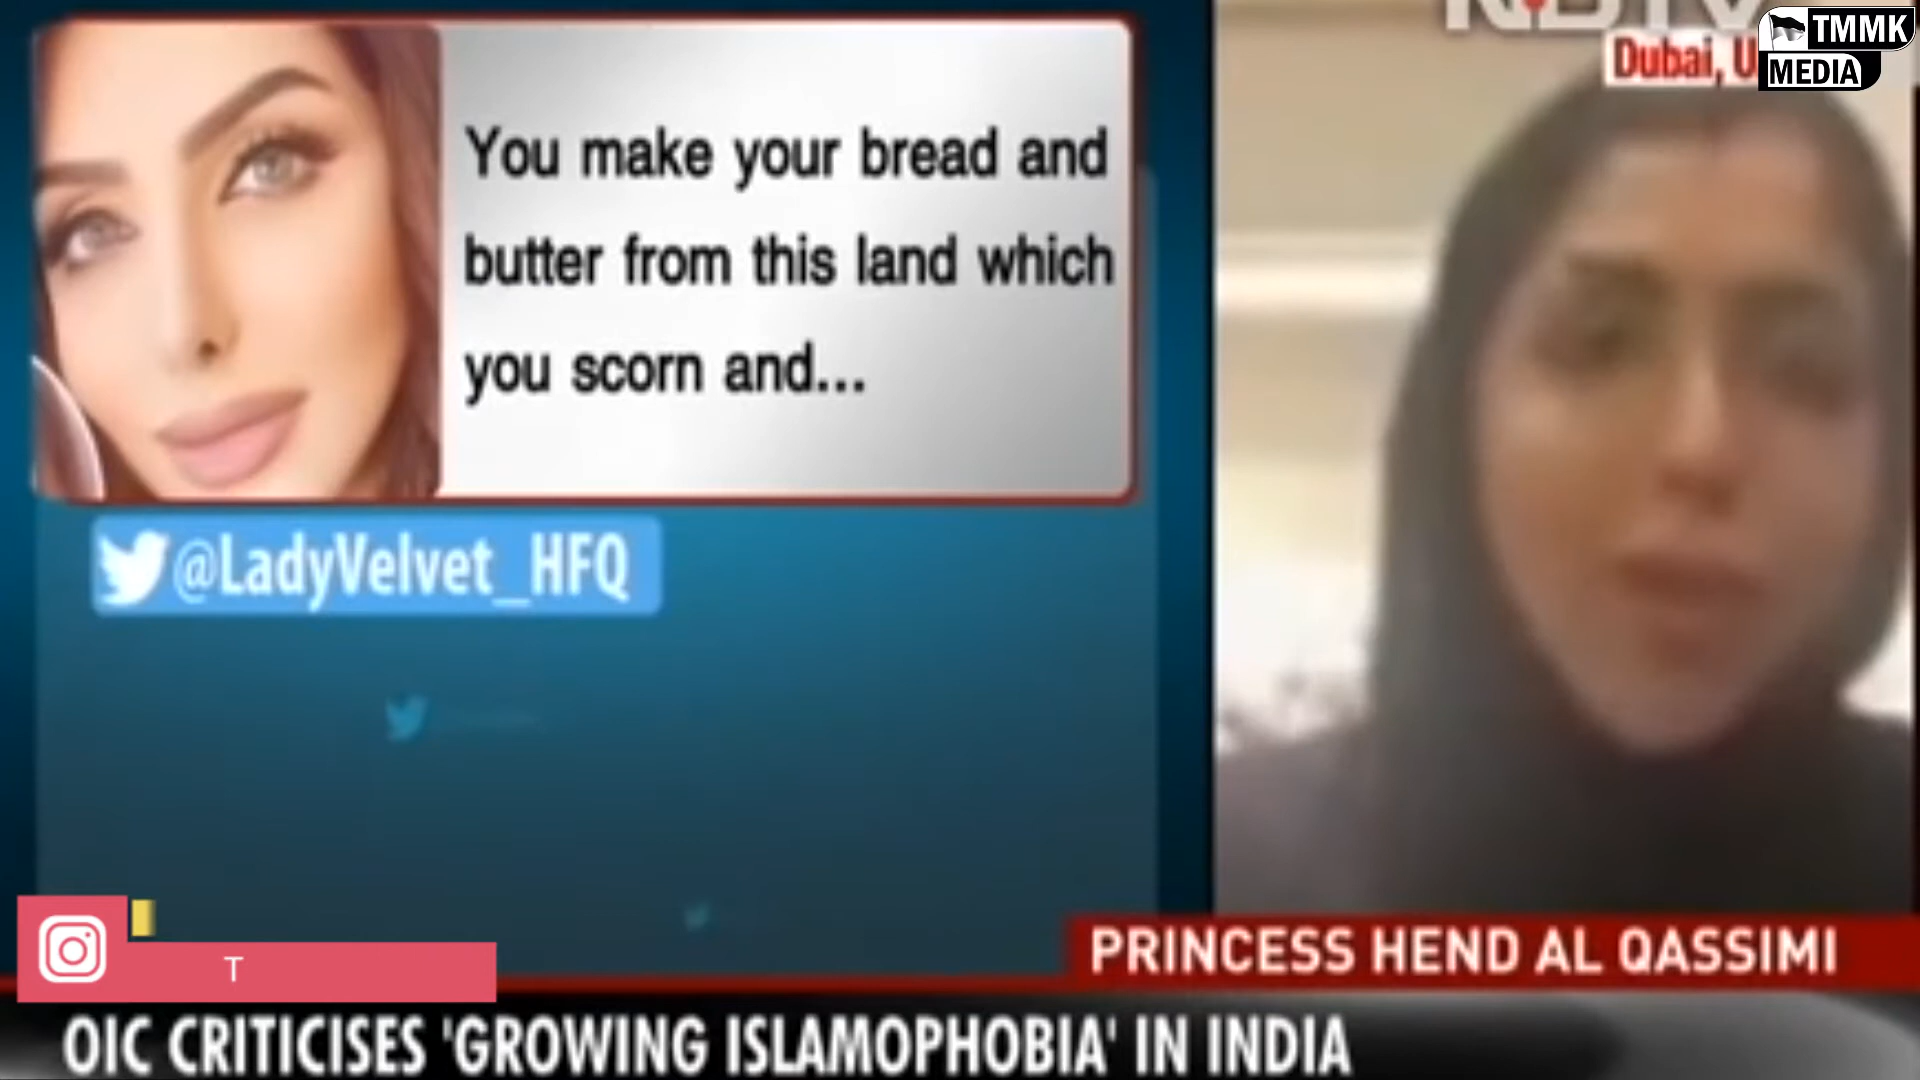 NDTV
Dubai, U
TMMK
MEDIA
You make your bread and
butter from this land which
you scorn and...
@LadyVelvet_HFQ
PRINCESS HEND AL QASSIMI
T
OIC CRITICISES 'GROWING ISLAMOPHOBIA' IN INDIA